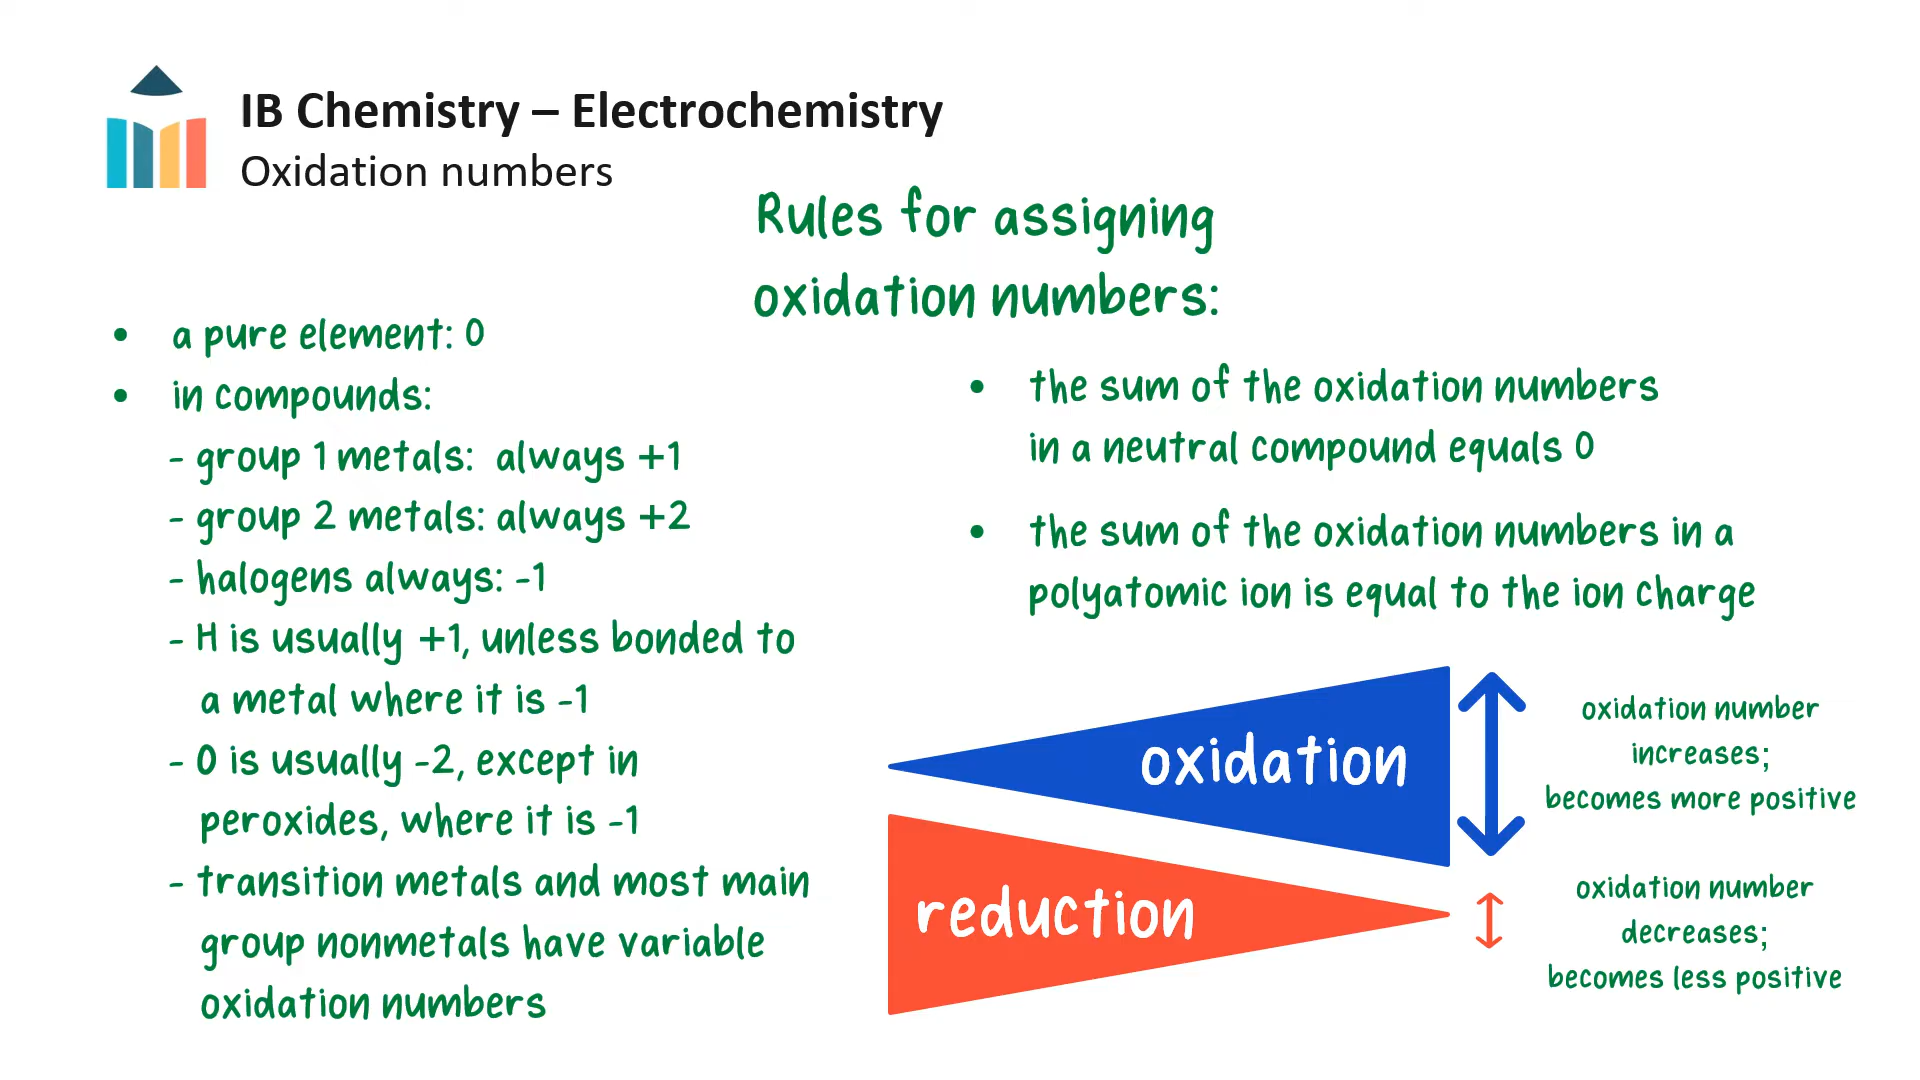 IB Chemistry – Electrochemistry
Oxidation numbers
Rules for assigning
oxidation numbers:
• a pure element: 0
• in compounds:
- group 1 metals: always +1
- group 2 metals: always +2
- halogens always: -1
- H is usually +1, unless bonded to
a metal where it is -1
- O is usually -2, except in
peroxides, where it is -1
- transition metals and most main
group nonmetals have variable
oxidation numbers
• the sum of the oxidation numbers
in a neutral compound equals 0
• the sum of the oxidation numbers in a
polyatomic ion is equal to the ion charge
oxidation
oxidation number
increases;
becomes more positive
reduction
oxidation number
decreases;
becomes less positive